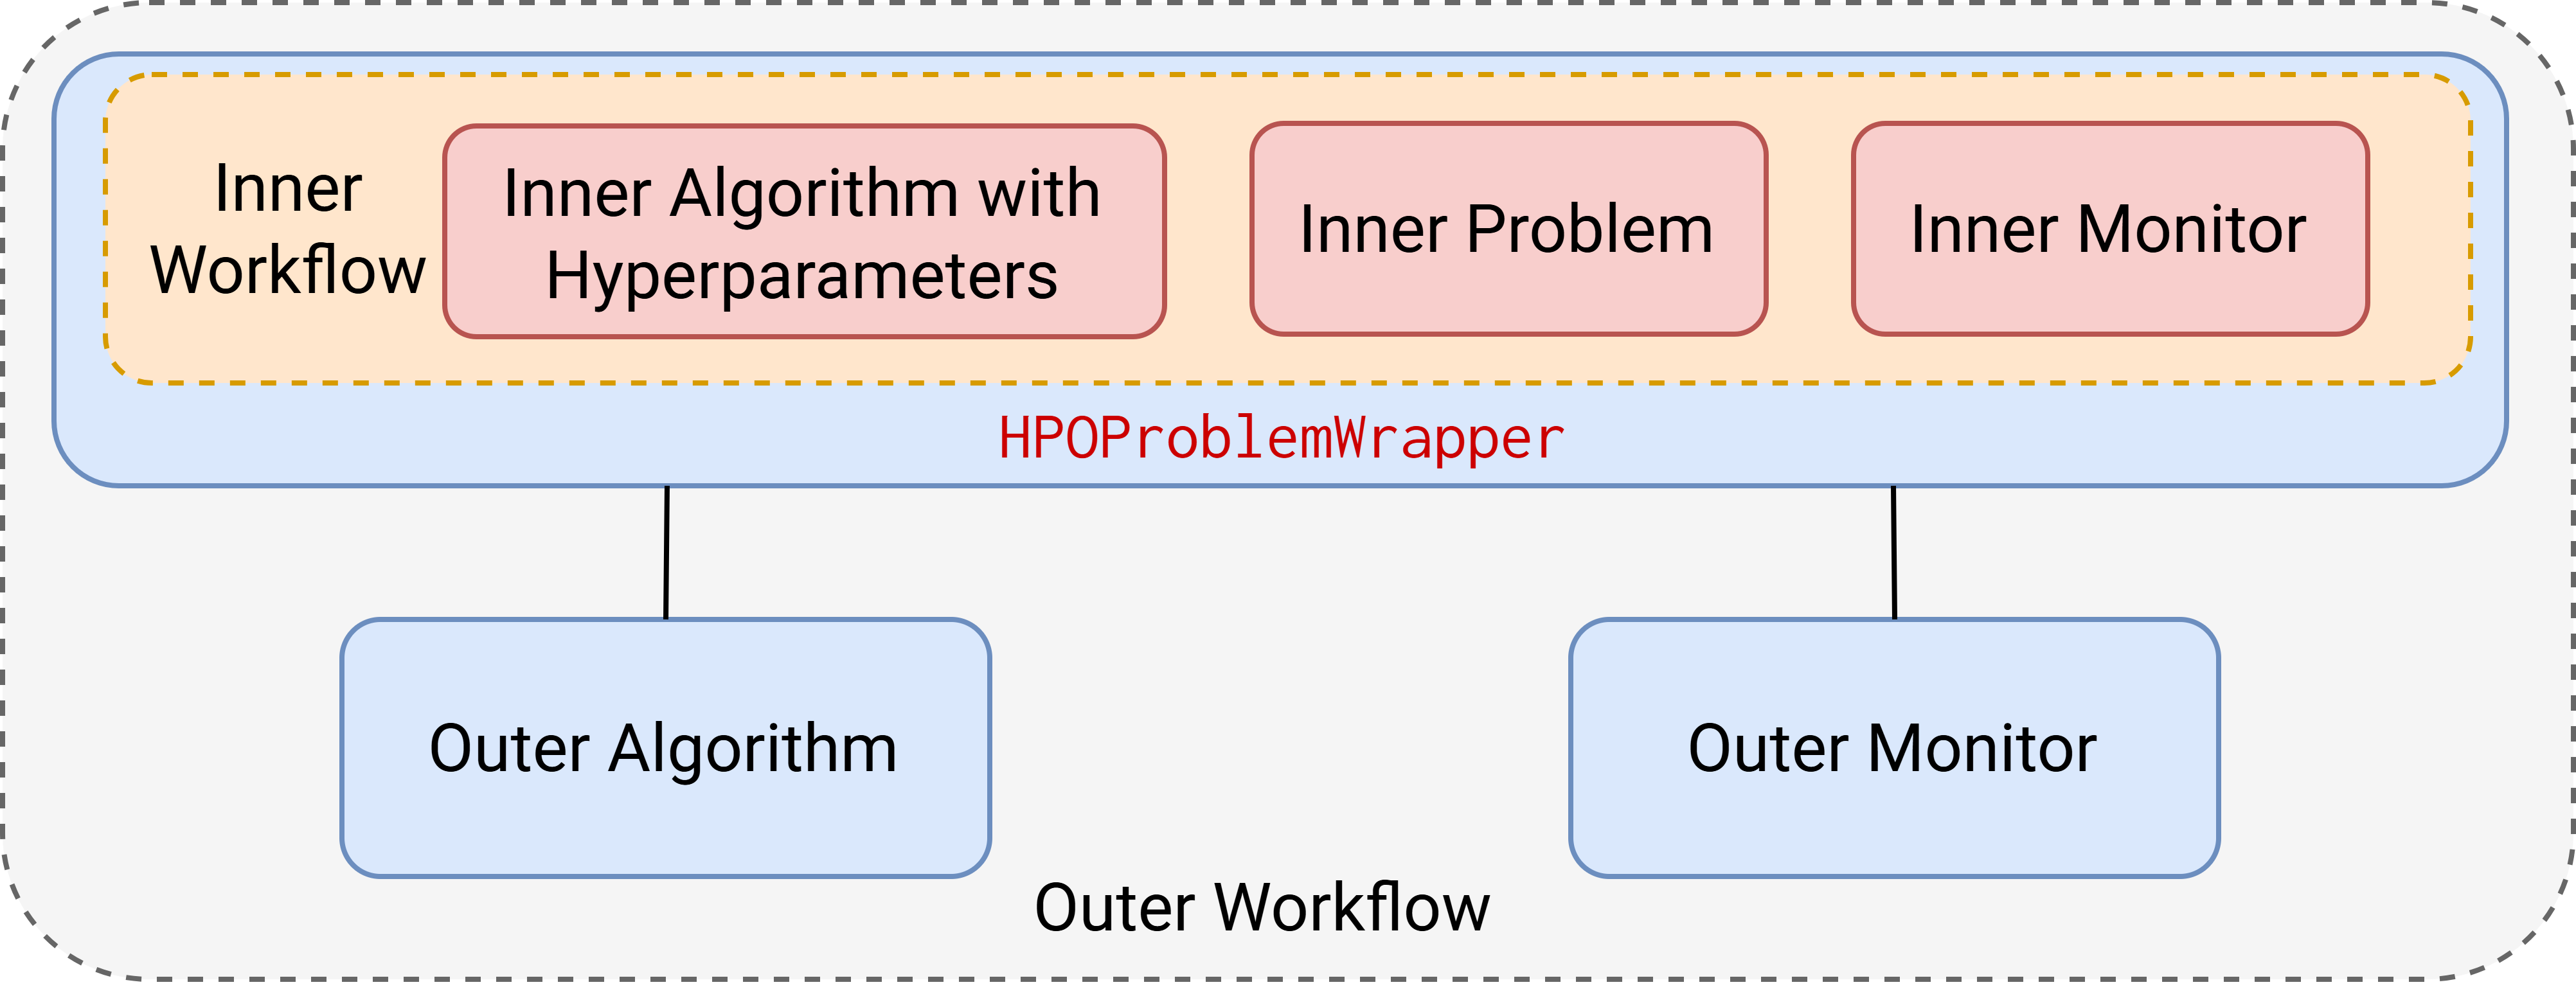 Inner
Workflow
Inner Algorithm with
Hyperparameters
Inner Problem
Inner Monitor
HPOProblemWrapper
Outer Algorithm
Outer Monitor
Outer Workflow